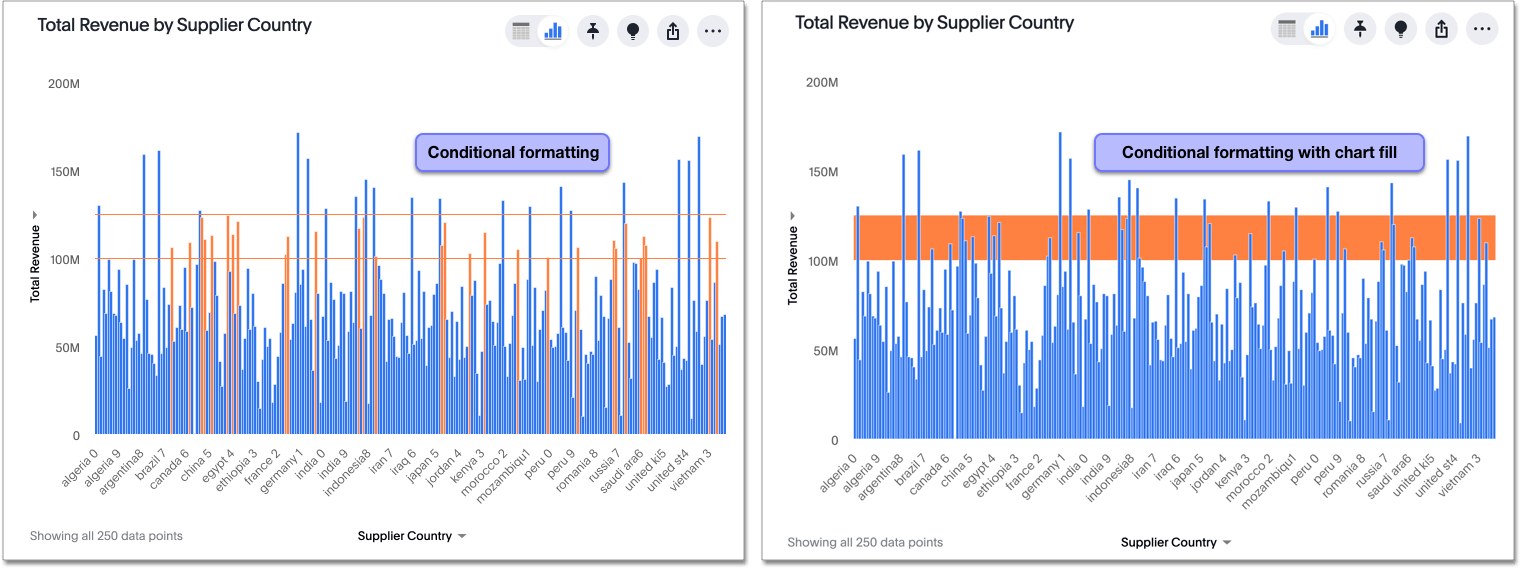 Total Revenue by Supplier Country
200M
Conditional formatting
150M
100M
50M
0
Total Revenue
algeria 0
algeria 9
argentina8
brazil 7
canada 6
china 5
egypt 4
ethiopia 3
france 2
germany 1
india 0
india 9
indonesia8
iran 7
iraq 6
japan 5
jordan 4
kenya 3
morocco 2
mozambiqu1
peru 0
peru 9
romania 8
russia 7
saudi ara6
united ki5
united st4
vietnam 3
Showing all 250 data points
Supplier Country
Total Revenue by Supplier Country
200M
Conditional formatting with chart fill
150M
100M
50M
0
Total Revenue
algeria 0
algeria 9
argentina8
brazil 7
canada 6
china 5
egypt 4
ethiopia 3
france 2
germany 1
india 0
india 9
indonesia8
iran 7
iraq 6
japan 5
jordan 4
kenya 3
morocco 2
mozambiqu1
peru 0
peru 9
romania 8
russia 7
saudi ara6
united ki5
united st4
vietnam 3
Showing all 250 data points
Supplier Country